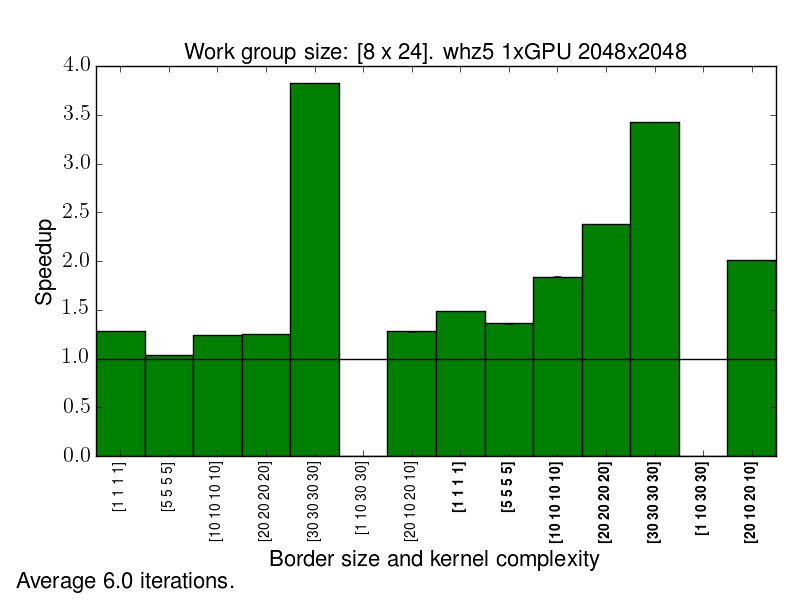 Work group size: [8 x 24]. whz5 1xGPU 2048x2048
4.0
3.5
3.0
2.5
2.0
1.5
1.0
0.5
0.0
Speedup
[1 1 1 1]
[5 5 5 5]
[10 10 10 10]
[20 20 20 20]
[30 30 30 30]
[1 10 30 30]
[20 10 20 10]
[1 1 1 1]
[5 5 5 5]
[10 10 10 10]
[20 20 20 20]
[30 30 30 30]
[1 10 30 30]
[20 10 20 10]
Border size and kernel complexity
Average 6.0 iterations.